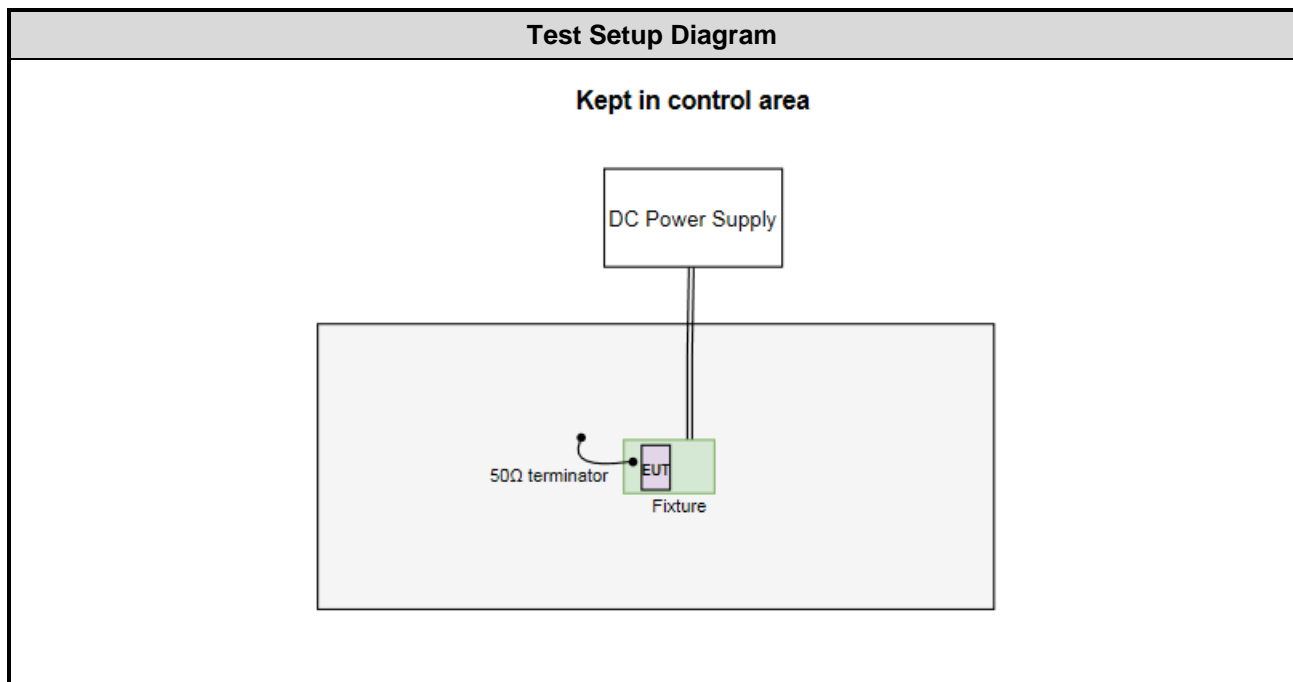 Test Setup Diagram
Kept in control area
DC Power Supply
50Ω terminator
EUT
Fixture